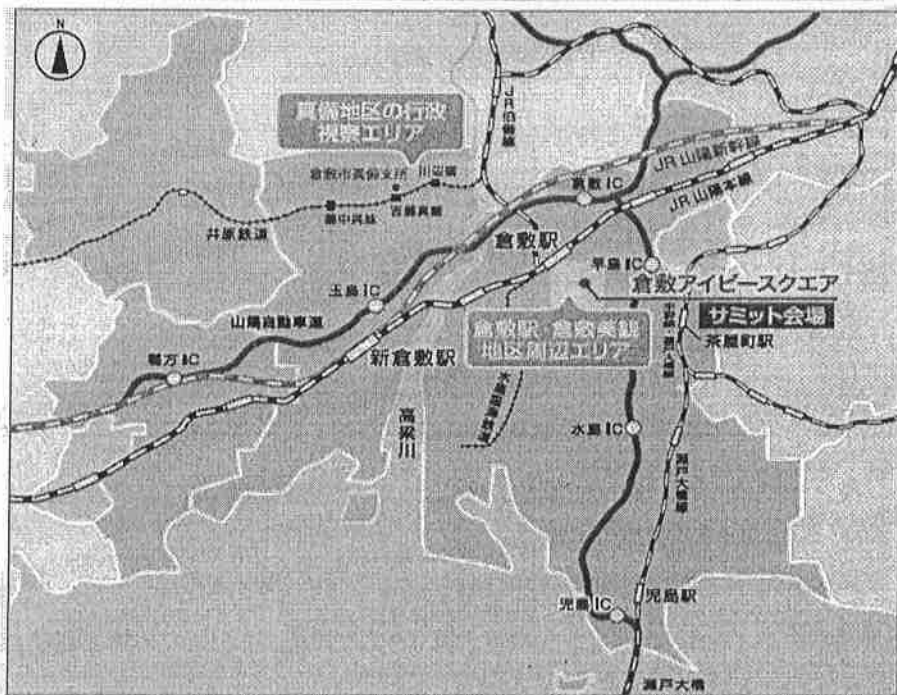 N
真備地区の行政
視察エリア
JR伯備線
JR山陽新幹線
倉敷市真備支所
川辺宿
倉敷IC
JR山陽本線
備中呉妹
吉備真備
井原鉄道
倉敷駅
早島IC
倉敷アイビースクエア
玉島IC
サミット会場
山陽自動車道
倉敷駅・倉敷美観
地区周辺エリア
茶屋町駅
新倉敷駅
鴨方IC
高梁川
水島IC
瀬戸大橋線
児島IC
児島駅
瀬戸大橋